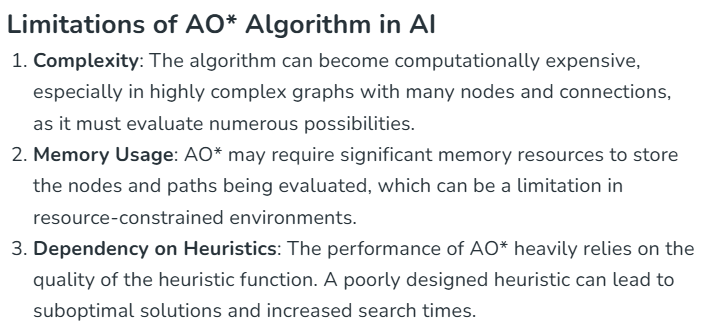 Limitations of AO* Algorithm in AI
1. Complexity: The algorithm can become computationally expensive,
especially in highly complex graphs with many nodes and connections,
as it must evaluate numerous possibilities.
2. Memory Usage: AO* may require significant memory resources to store
the nodes and paths being evaluated, which can be a limitation in
resource-constrained environments.
3. Dependency on Heuristics: The performance of AO* heavily relies on the
quality of the heuristic function. A poorly designed heuristic can lead to
suboptimal solutions and increased search times.